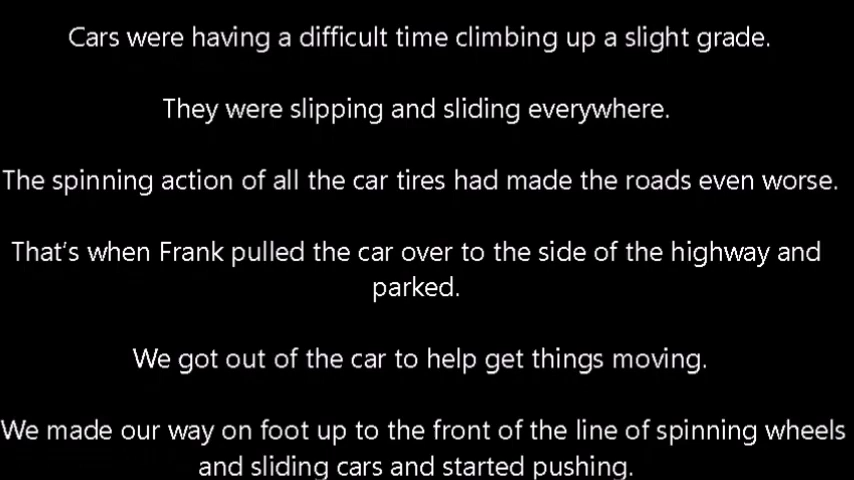 Cars were having a difficult time climbing up a slight grade.
They were slipping and sliding everywhere.
The spinning action of all the car tires had made the roads even worse.
That's when Frank pulled the car over to the side of the highway and
parked.
We got out of the car to help get things moving.
We made our way on foot up to the front of the line of spinning wheels
and sliding cars and started pushing.